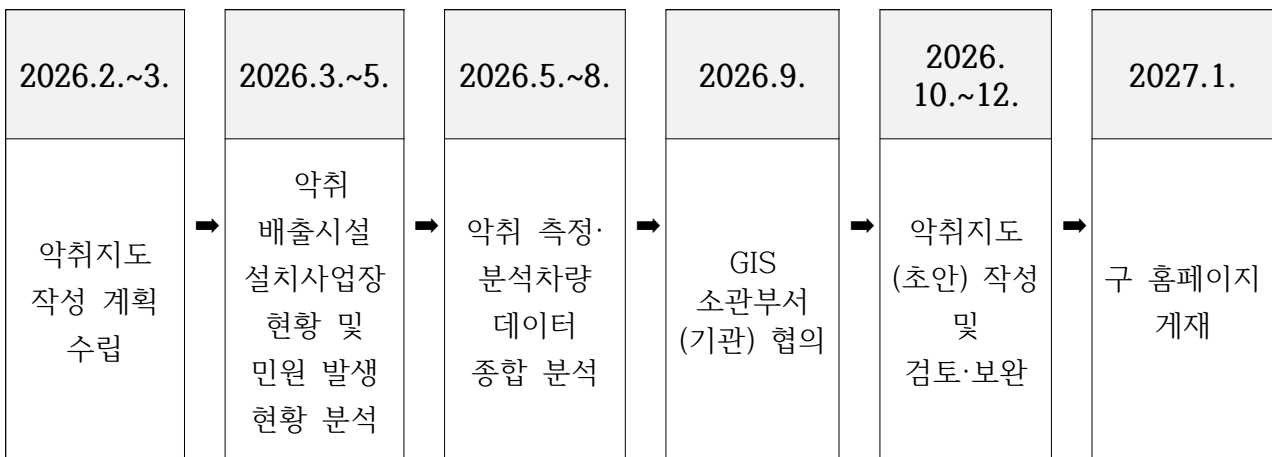 2026.2.~3.
악취지도
작성 계획
수립
➡
2026.3.~5.
악취
배출시설
설치사업장
현황 및
민원 발생
현황 분석
➡
2026.5.~8.
악취 측정·
분석차량
데이터
종합 분석
➡
2026.9.
GIS
소관부서
(기관) 협의
➡
2026.
10.~12.
악취지도
(초안) 작성
및
검토·보완
➡
2027.1.
구 홈페이지
게재